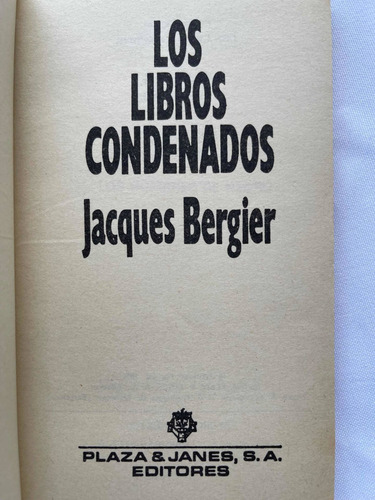 LOS
LIBROS
CONDENADOS
Jacques Bergier
PLAZA & JANES, S. A.
EDITORES